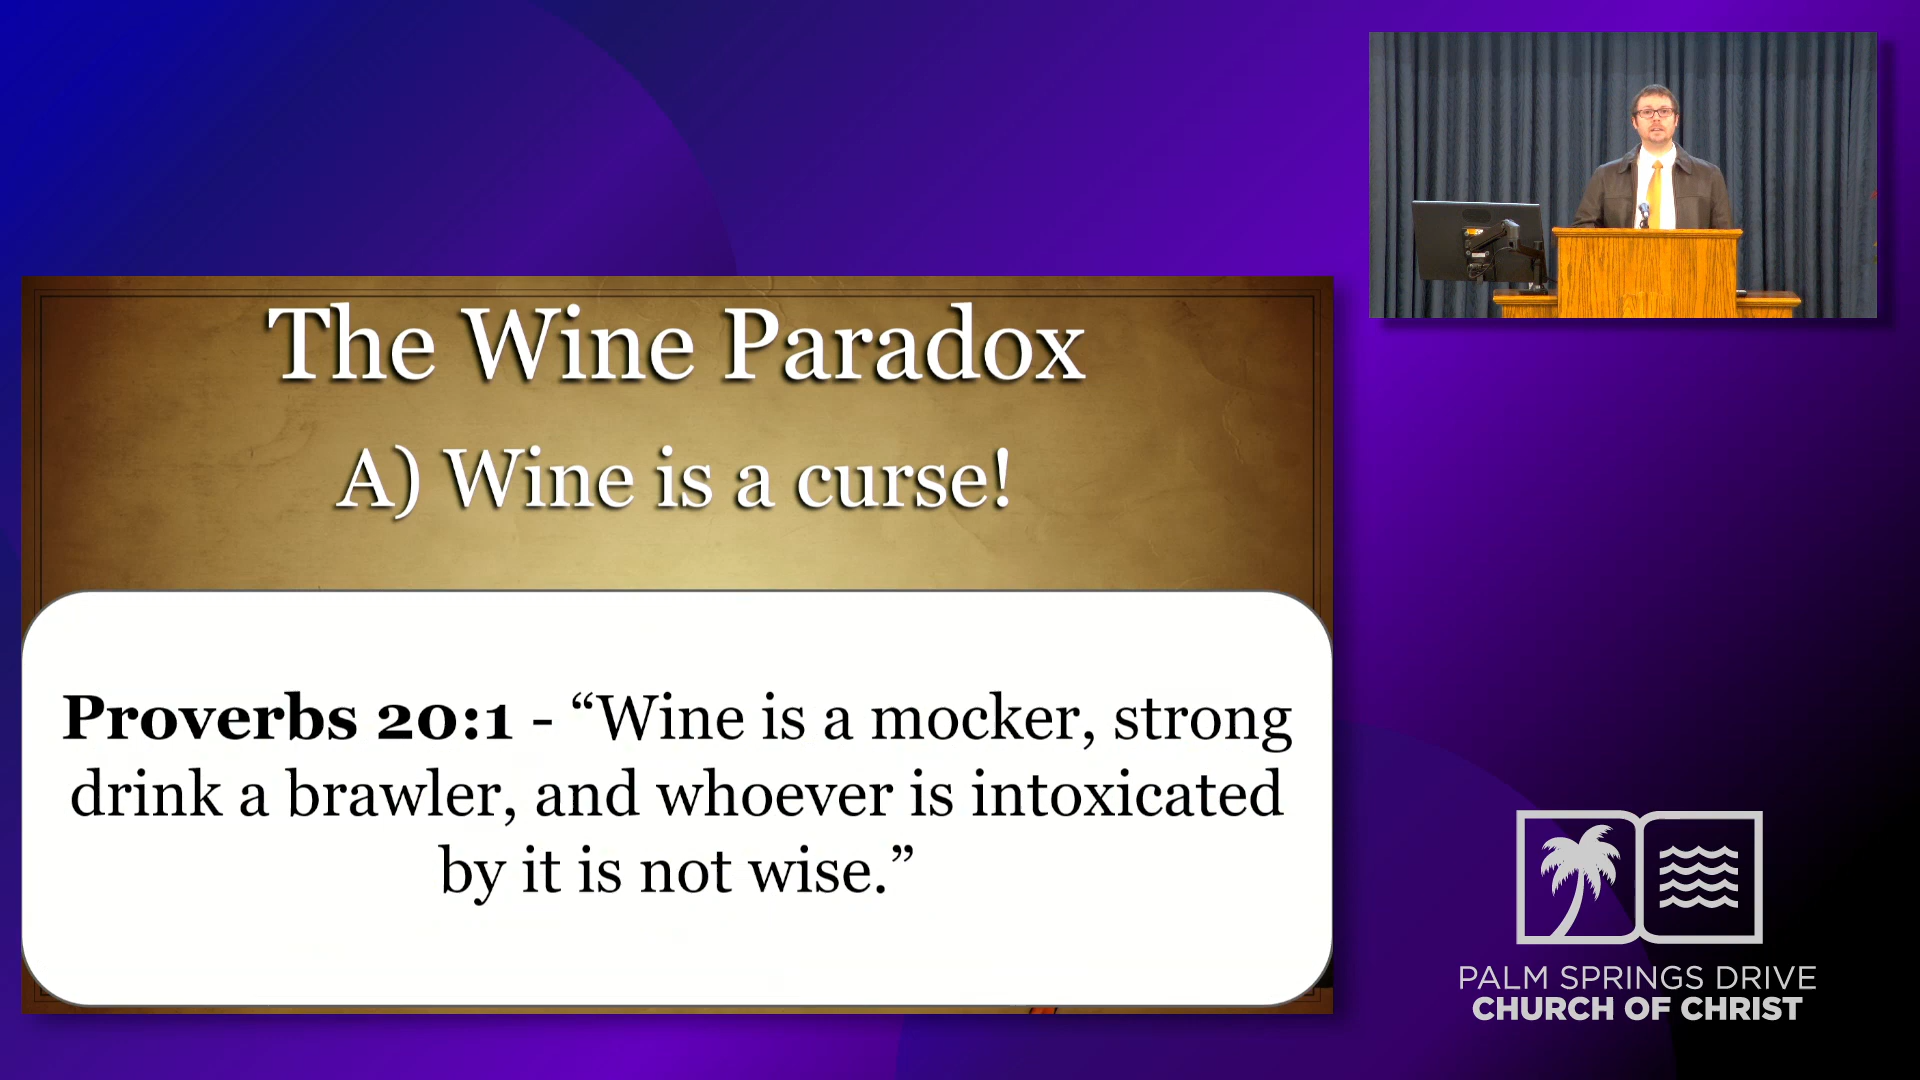 The Wine Paradox
A) Wine is a curse!
Proverbs 20:1 - “Wine is a mocker, strong
drink a brawler, and whoever is intoxicated
by it is not wise.”
PALM SPRINGS DRIVE
CHURCH OF CHRIST